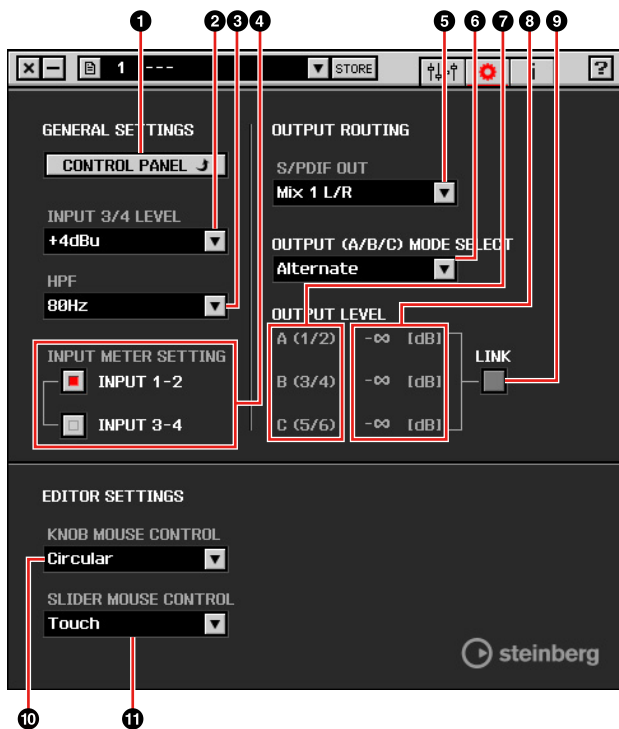 1 2 3 4 5 6 7 8 9
× − 1 --- ▼ STORE i ?
GENERAL SETTINGS
CONTROL PANEL
INPUT 3/4 LEVEL
+4dBu
HPF
80Hz
INPUT METER SETTING
INPUT 1-2
INPUT 3-4
OUTPUT ROUTING
S/PDIF OUT
Mix 1 L/R
OUTPUT (A/B/C) MODE SELECT
Alternate
OUTPUT LEVEL
A (1/2) -∞ [dB]
LINK
B (3/4) -∞ [dB]
C (5/6) -∞ [dB]
EDITOR SETTINGS
KNOB MOUSE CONTROL
Circular
SLIDER MOUSE CONTROL
Touch
steinberg
10 11